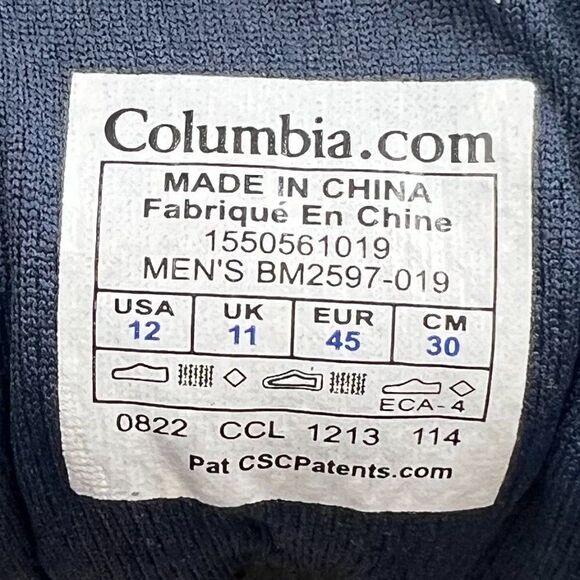 Columbia.com
MADE IN CHINA
Fabriqué En Chine
1550561019
MEN'S BM2597-019
USA UK EUR CM
12 11 45 30
ECA-4
0822 CCL 1213 114
Pat CSCPatents.com